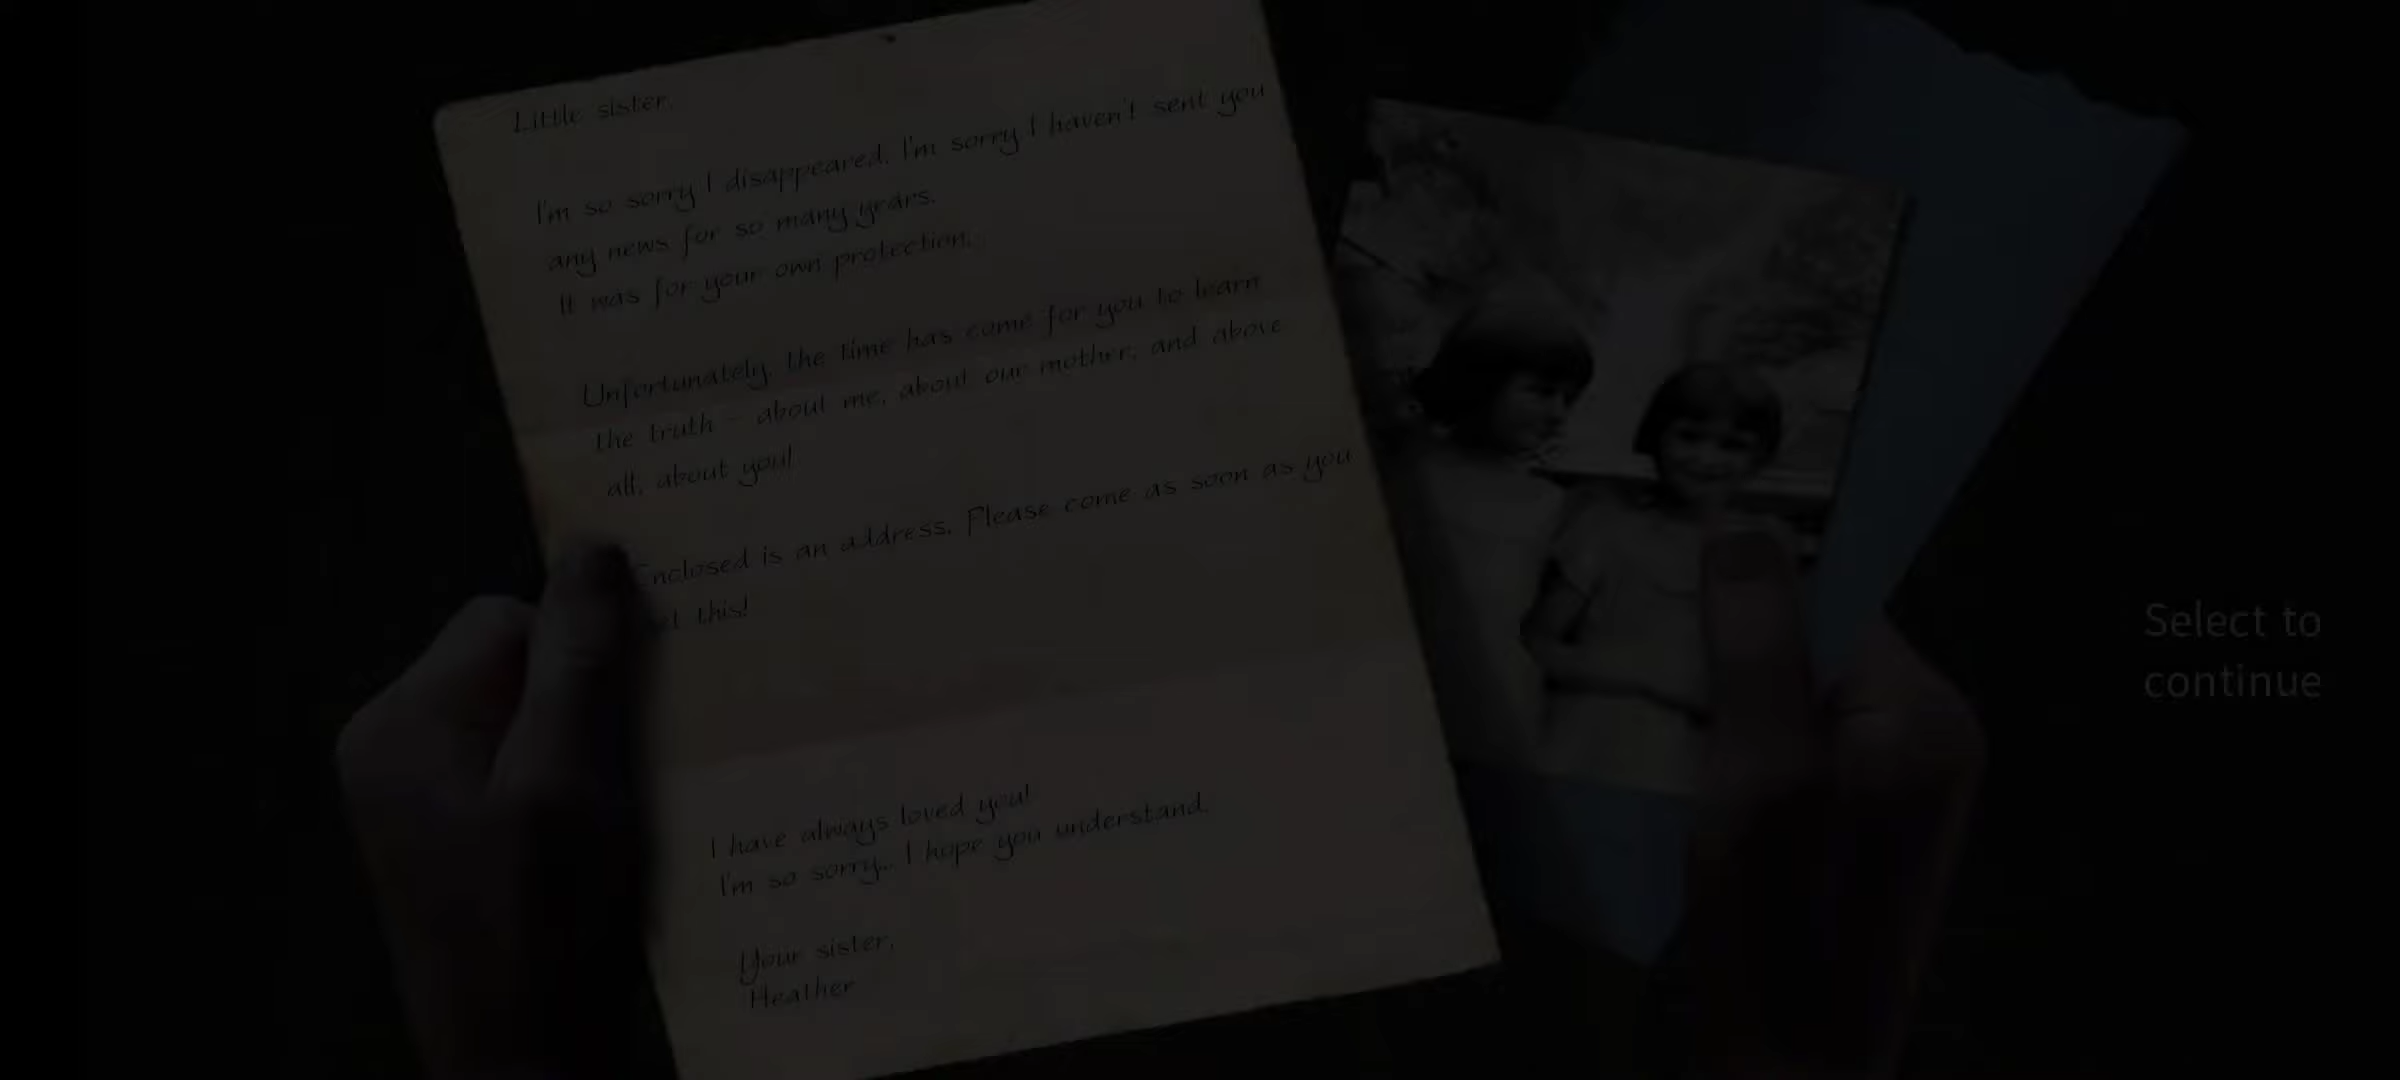 Little sister,
I'm so sorry I disappeared. I'm sorry I haven't sent you
any news for so many years.
It was for your own protection.
Unfortunately, the time has come for you to learn
the truth - about me, about our mother, and above
all, about you!
Enclosed is an address. Please come as soon as you
this!
I have always loved you!
I'm so sorry... I hope you understand.
Your sister,
Heather
Select to
continue